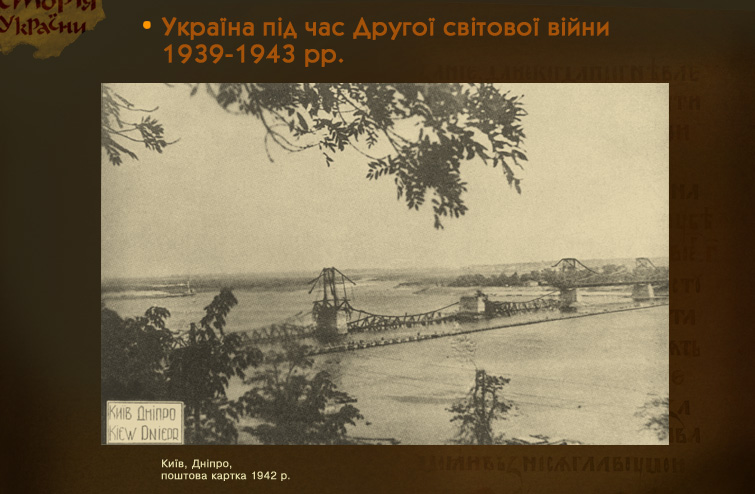 історія
України
• Україна під час Другої світової війни
1939-1943 рр.
КИЇВ ДНІПРО
KIEW DNIEPR
Київ, Дніпро,
поштова картка 1942 р.